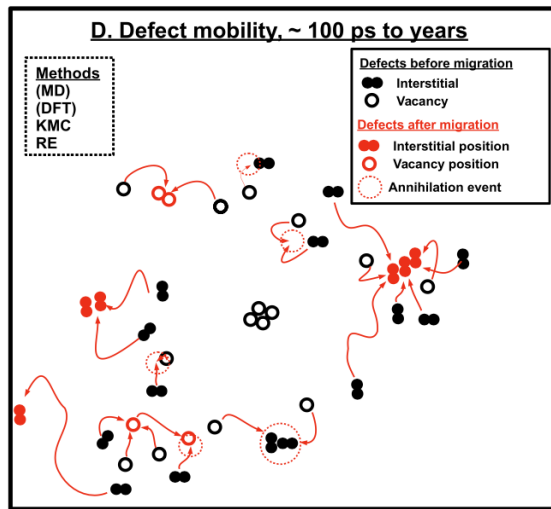 D. Defect mobility, ~ 100 ps to years
Methods
(MD)
(DFT)
KMC
RE
Defects before migration
Interstitial
Vacancy
Defects after migration
Interstitial position
Vacancy position
Annihilation event